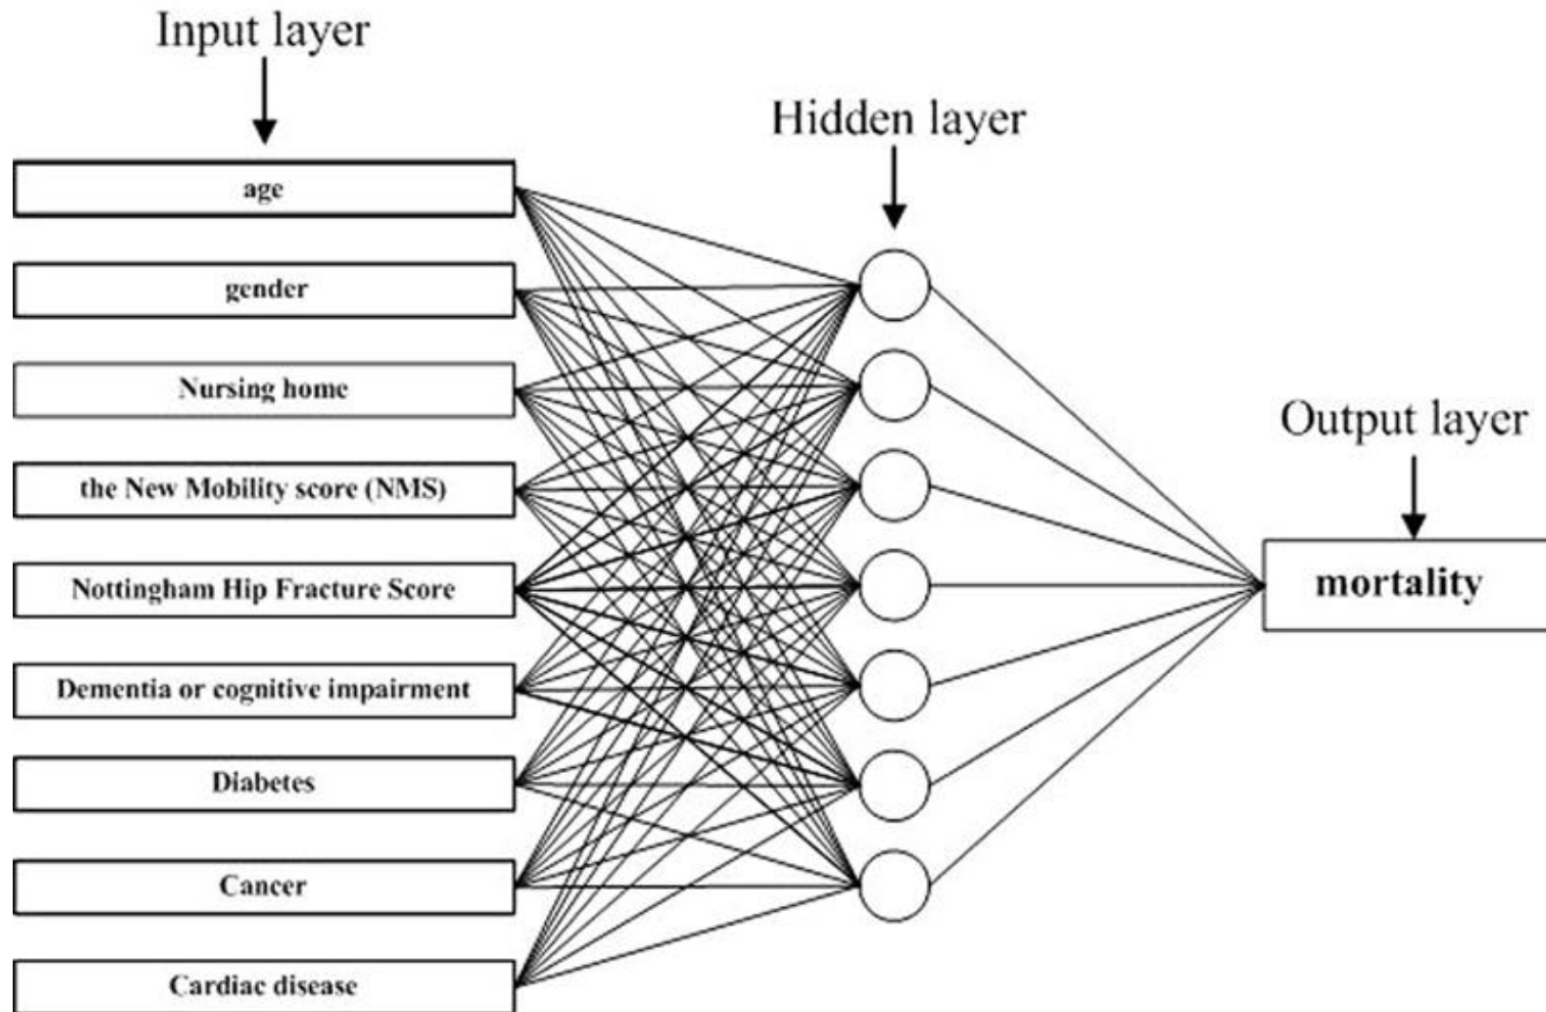 Input layer
Hidden layer
Output layer
age
gender
Nursing home
the New Mobility score (NMS)
Nottingham Hip Fracture Score
Dementia or cognitive impairment
Diabetes
Cancer
Cardiac disease
mortality